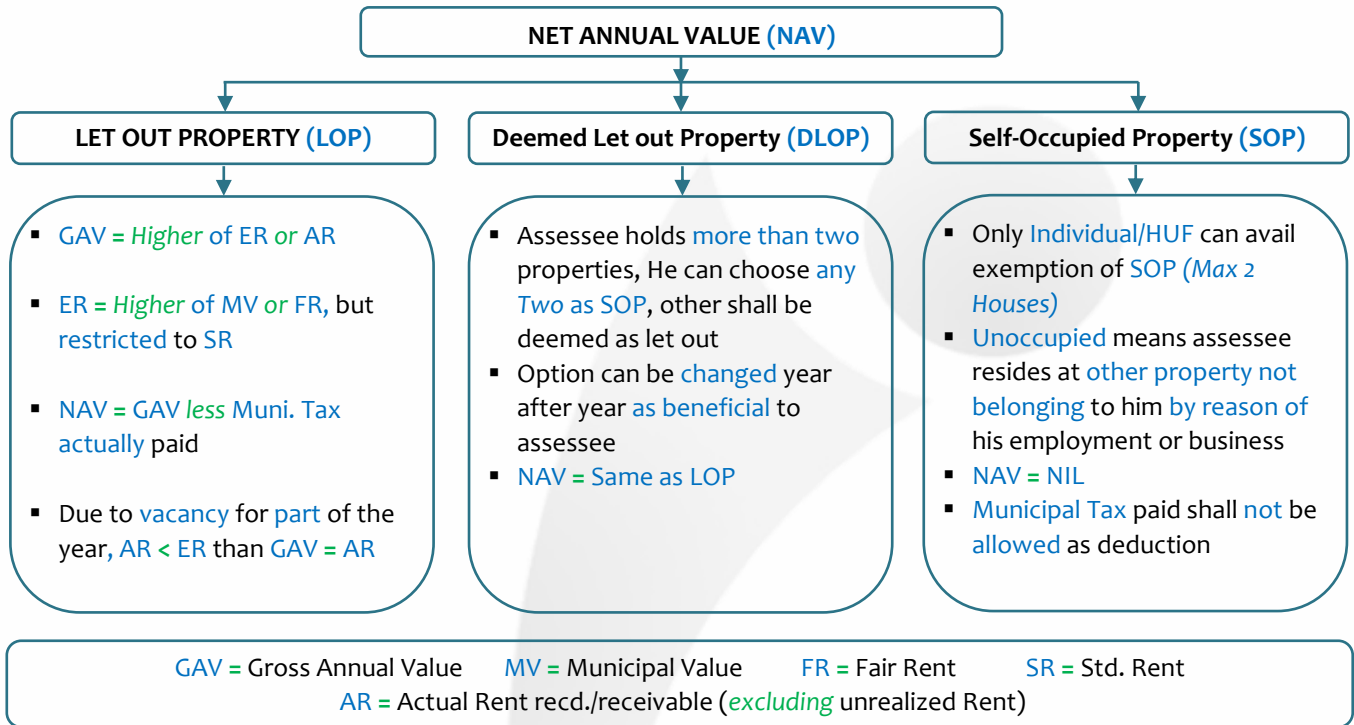 NET ANNUAL VALUE (NAV)
LET OUT PROPERTY (LOP)
▪ GAV = Higher of ER or AR
▪ ER = Higher of MV or FR, but
restricted to SR
▪ NAV = GAV less Muni. Tax
actually paid
▪ Due to vacancy for part of the
year, AR < ER than GAV = AR
Deemed Let out Property (DLOP)
▪ Assessee holds more than two
properties, He can choose any
Two as SOP, other shall be
deemed as let out
▪ Option can be changed year
after year as beneficial to
assessee
▪ NAV = Same as LOP
Self-Occupied Property (SOP)
▪ Only Individual/HUF can avail
exemption of SOP (Max 2
Houses)
▪ Unoccupied means assessee
resides at other property not
belonging to him by reason of
his employment or business
▪ NAV = NIL
▪ Municipal Tax paid shall not be
allowed as deduction
GAV = Gross Annual Value MV = Municipal Value FR = Fair Rent SR = Std. Rent
AR = Actual Rent recd./receivable (excluding unrealized Rent)